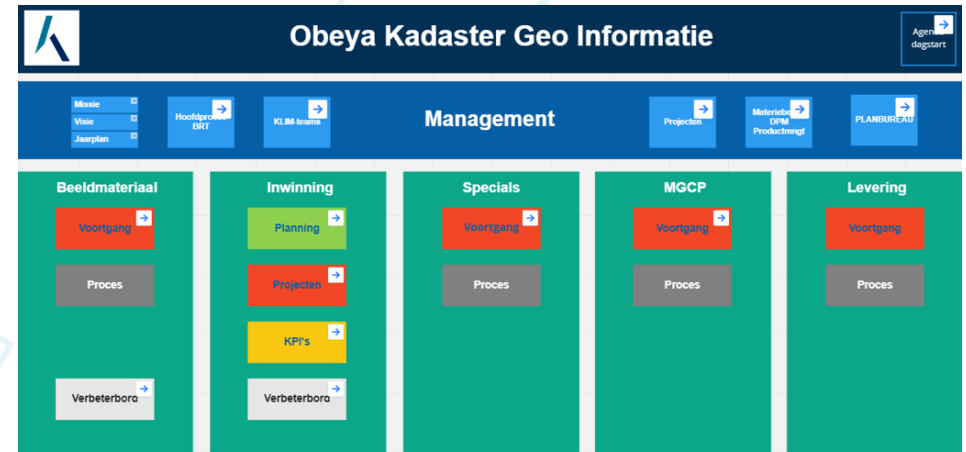 Obeya Kadaster Geo Informatie
dagstart
Missie
Visie
Jaarplan
BRT
KLIM-teams
Management
Projecten
DPM
Productmngt
PLANBUREAU
Beeldmateriaal
Voortgang
Proces
Verbeterbord
Inwinning
Planning
Projecten
KPI's
Verbeterbord
Specials
Voortgang
Proces
MGCP
Voortgang
Proces
Levering
Voortgang
Proces